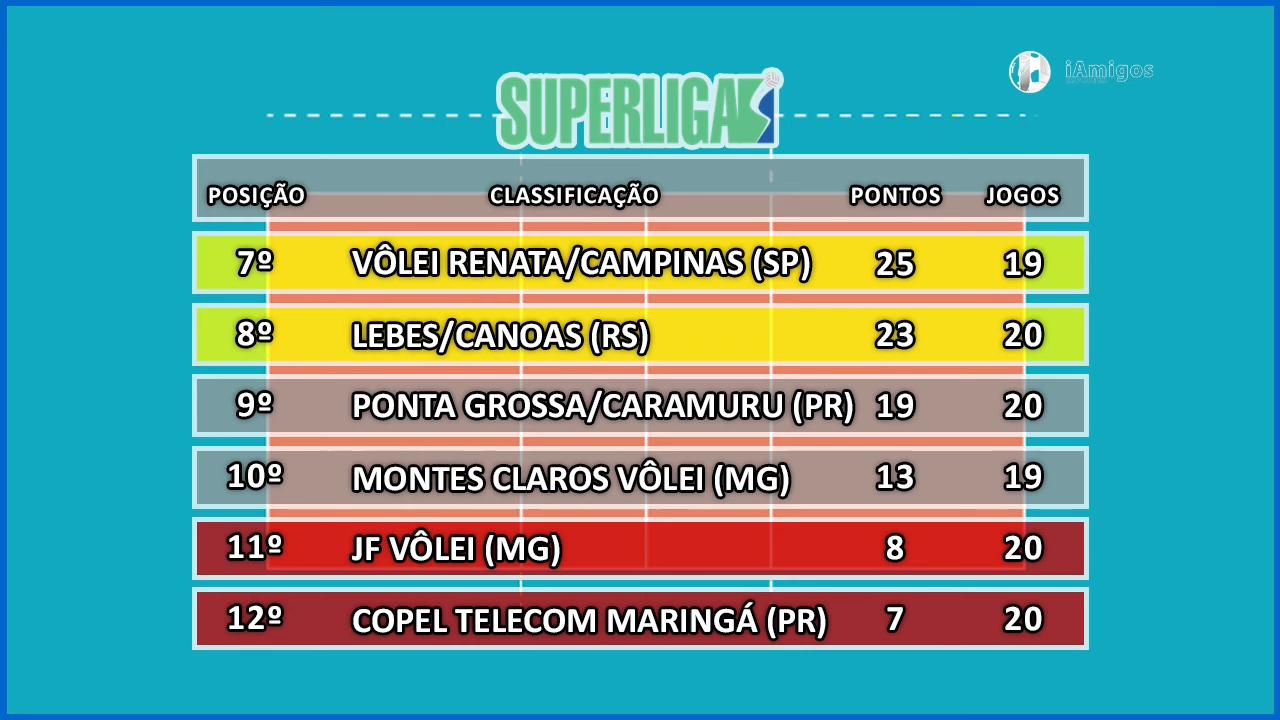 iAmigos
SUPERLIGA
POSIÇÃO CLASSIFICAÇÃO PONTOS JOGOS
7º VÔLEI RENATA/CAMPINAS (SP) 25 19
8º LEBES/CANOAS (RS) 23 20
9º PONTA GROSSA/CARAMURU (PR) 19 20
10º MONTES CLAROS VÔLEI (MG) 13 19
11º JF VÔLEI (MG) 8 20
12º COPEL TELECOM MARINGÁ (PR) 7 20